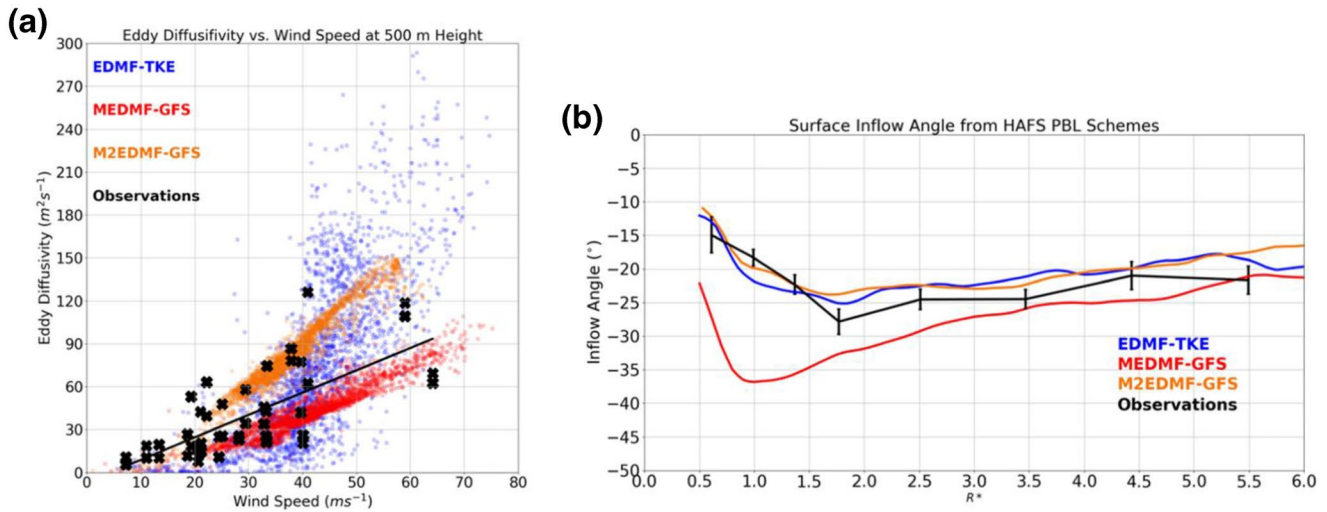 (a)
Eddy Diffusifivity vs. Wind Speed at 500 m Height
300
270
240
210
180
150
120
90
60
30
0
Eddy Diffusivity (m²s⁻¹)
EDMF-TKE
MEDMF-GFS
M2EDMF-GFS
Observations
0 10 20 30 40 50 60 70 80
Wind Speed (ms⁻¹)
(b)
Surface Inflow Angle from HAFS PBL Schemes
0
−5
−10
−15
−20
−25
−30
−35
−40
−45
−50
Inflow Angle (°)
EDMF-TKE
MEDMF-GFS
M2EDMF-GFS
Observations
0.0 0.5 1.0 1.5 2.0 2.5 3.0 3.5 4.0 4.5 5.0 5.5 6.0
R*